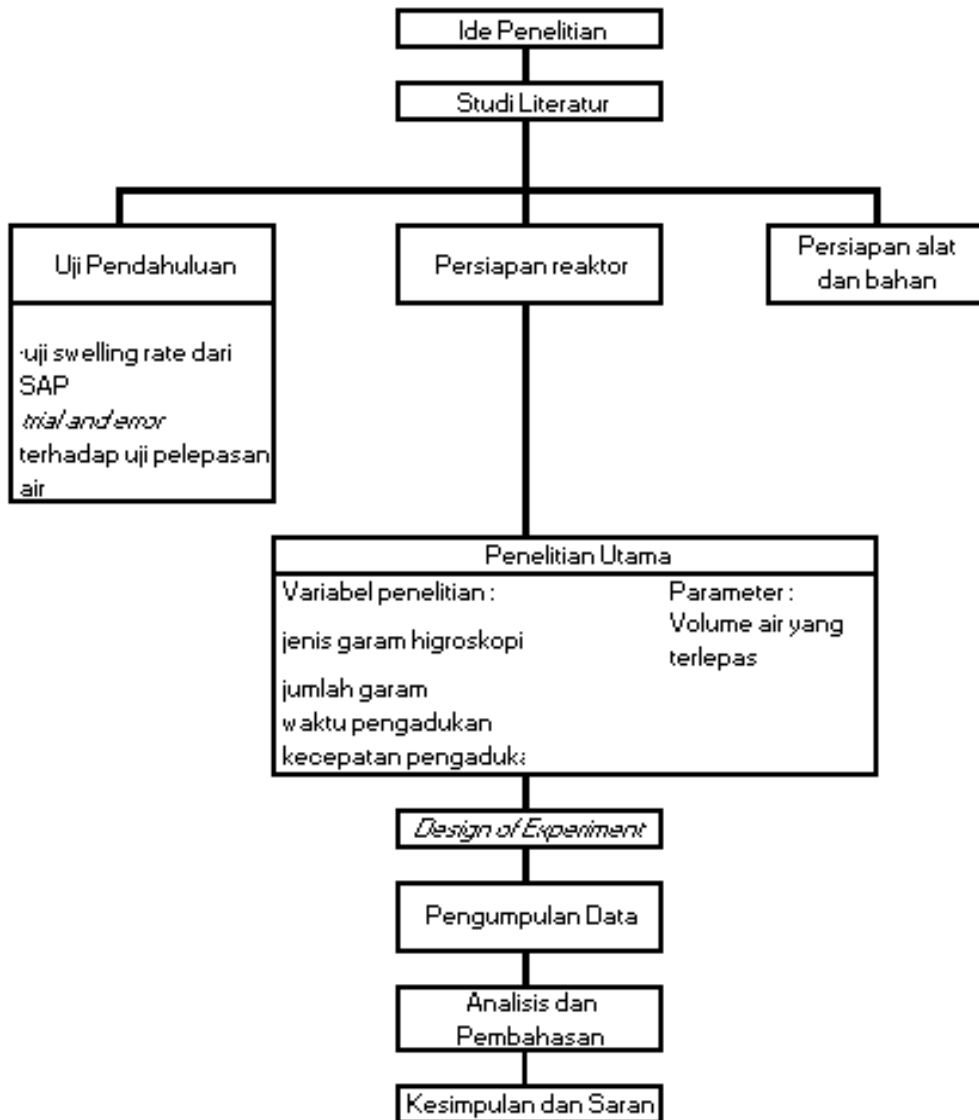 Ide Penelitian
Studi Literatur
Uji Pendahuluan
Persiapan reaktor
Persiapan alat
dan bahan
-uji swelling rate dari
SAP
trial and error
terhadap uji pelepasan
air
Penelitian Utama
Variabel penelitian :
jenis garam higroskopi
jumlah garam
waktu pengadukan
kecepatan pengaduka
Parameter :
Volume air yang
terlepas
Design of Experiment
Pengumpulan Data
Analisis dan
Pembahasan
Kesimpulan dan Saran